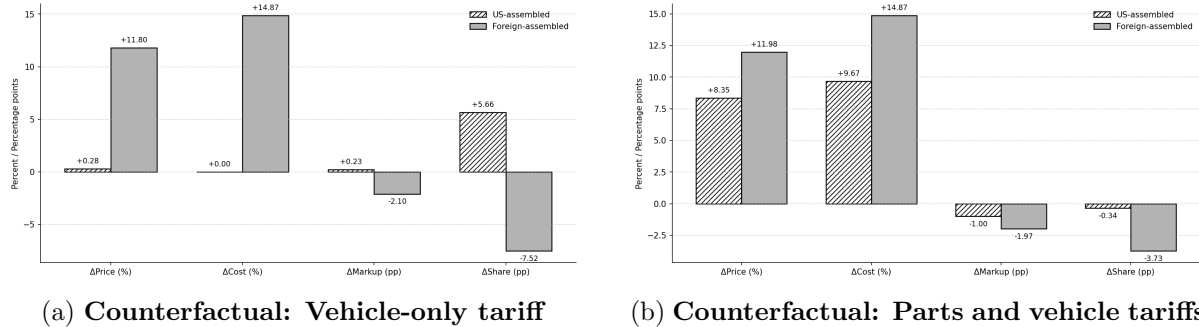 US-assembled
Foreign-assembled
Percent / Percentage points
15
10
5
0
−5
+0.28
+11.80
+0.00
+14.87
+0.23
-2.10
+5.66
-7.52
ΔPrice (%)
ΔCost (%)
ΔMarkup (pp)
ΔShare (pp)
(a) Counterfactual: Vehicle-only tariff
US-assembled
Foreign-assembled
Percent / Percentage points
15.0
12.5
10.0
7.5
5.0
2.5
0.0
−2.5
+8.35
+11.98
+9.67
+14.87
-1.00
-1.97
-0.34
-3.73
ΔPrice (%)
ΔCost (%)
ΔMarkup (pp)
ΔShare (pp)
(b) Counterfactual: Parts and vehicle tariffs